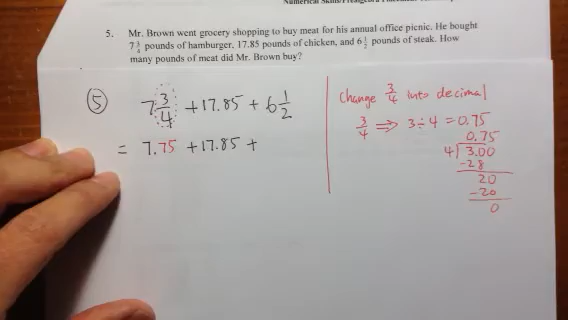 Numerical Skills/Prealgebra
5. Mr. Brown went grocery shopping to buy meat for his annual office picnic. He bought
7 3/4 pounds of hamburger, 17.85 pounds of chicken, and 6 1/2 pounds of steak. How
many pounds of meat did Mr. Brown buy?
5 7 3/4 + 17.85 + 6 1/2
= 7.75 + 17.85 +
Change 3/4 into decimal
3/4 ⇒ 3 ÷ 4 = 0.75
0.75
4 3.00
-28
20
-20
0